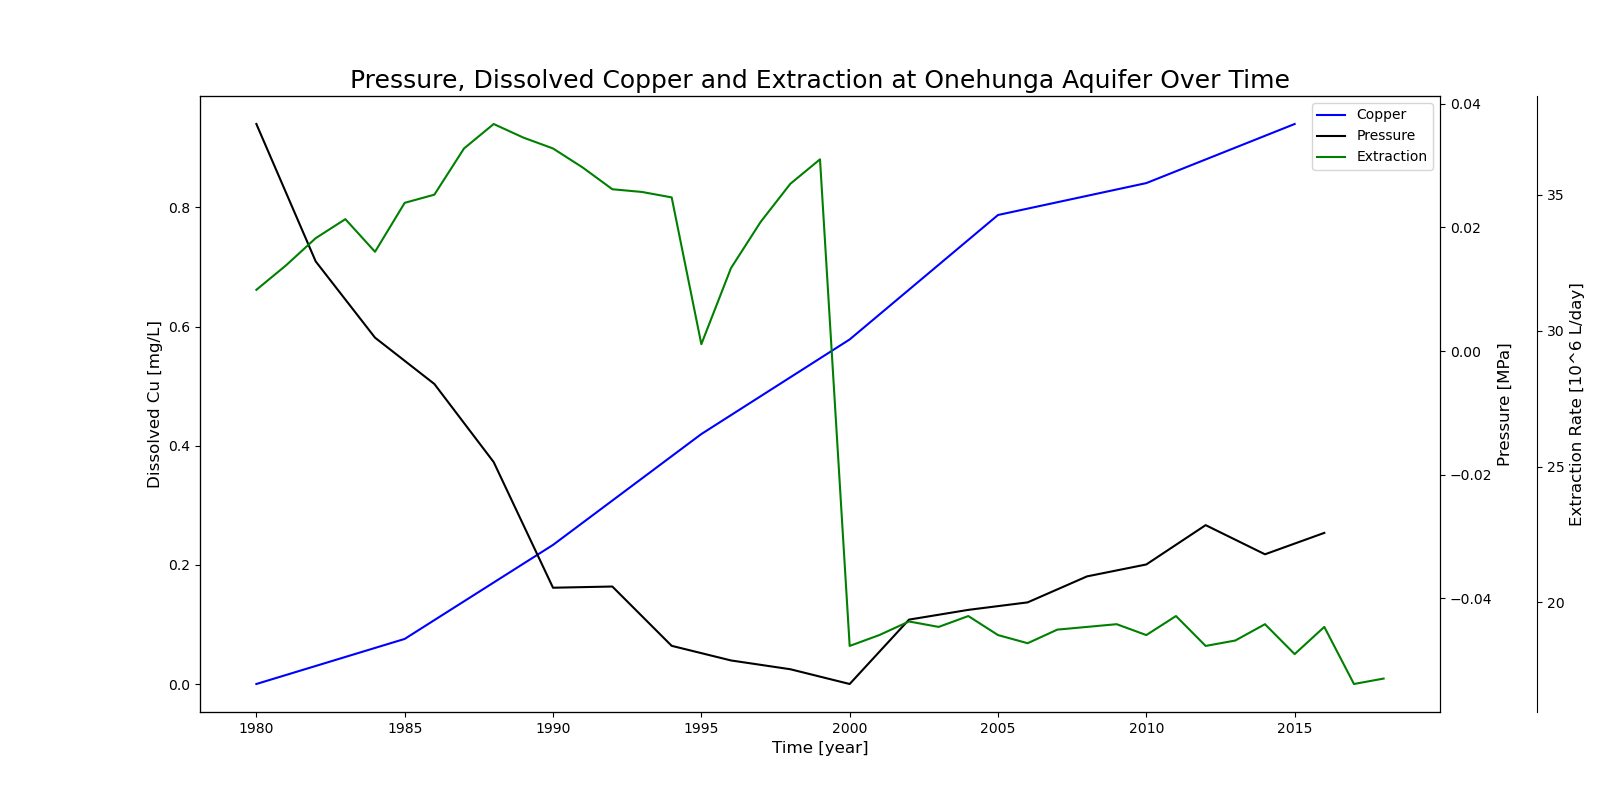 Pressure, Dissolved Copper and Extraction at Onehunga Aquifer Over Time
Copper
Pressure
Extraction
Dissolved Cu [mg/L]
0.8
0.6
0.4
0.2
0.0
0.04
0.02
0.00
−0.02
−0.04
Pressure [MPa]
35
30
25
20
Extraction Rate [10^6 L/day]
1980 1985 1990 1995 2000 2005 2010 2015
Time [year]